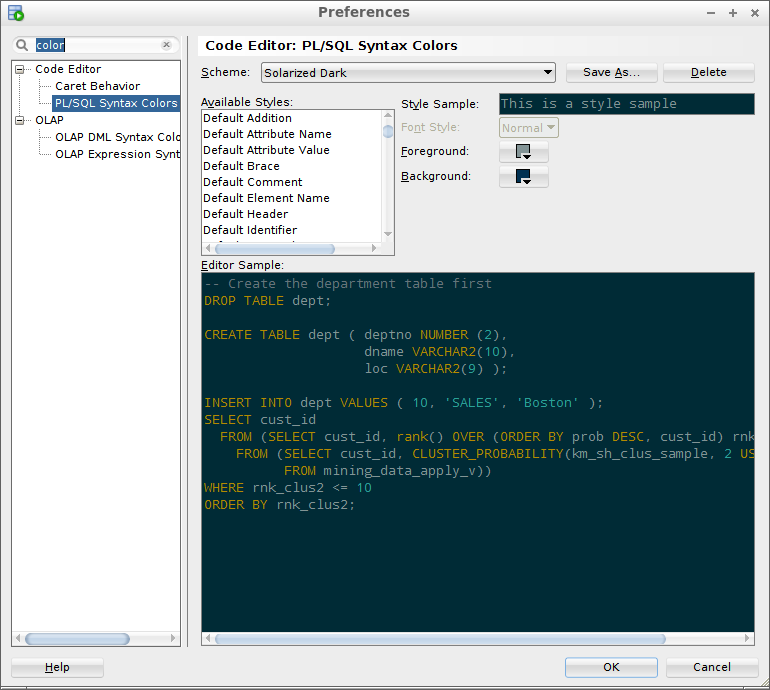 Preferences
color
Code Editor
Caret Behavior
PL/SQL Syntax Colors
OLAP
OLAP DML Syntax Colo
OLAP Expression Synt
Code Editor: PL/SQL Syntax Colors
Scheme:
Solarized Dark
Save As...
Delete
Available Styles:
Default Addition
Default Attribute Name
Default Attribute Value
Default Brace
Default Comment
Default Element Name
Default Header
Default Identifier
Style Sample:
This is a style sample
Font Style:
Normal
Foreground:
Background:
Editor Sample:
-- Create the department table first
DROP TABLE dept;
CREATE TABLE dept ( deptno NUMBER (2),
dname VARCHAR2(10),
loc VARCHAR2(9) );
INSERT INTO dept VALUES ( 10, 'SALES', 'Boston' );
SELECT cust_id
FROM (SELECT cust_id, rank() OVER (ORDER BY prob DESC, cust_id) rnk
FROM (SELECT cust_id, CLUSTER_PROBABILITY(km_sh_clus_sample, 2 US
FROM mining_data_apply_v))
WHERE rnk_clus2 <= 10
ORDER BY rnk_clus2;
Help
OK
Cancel